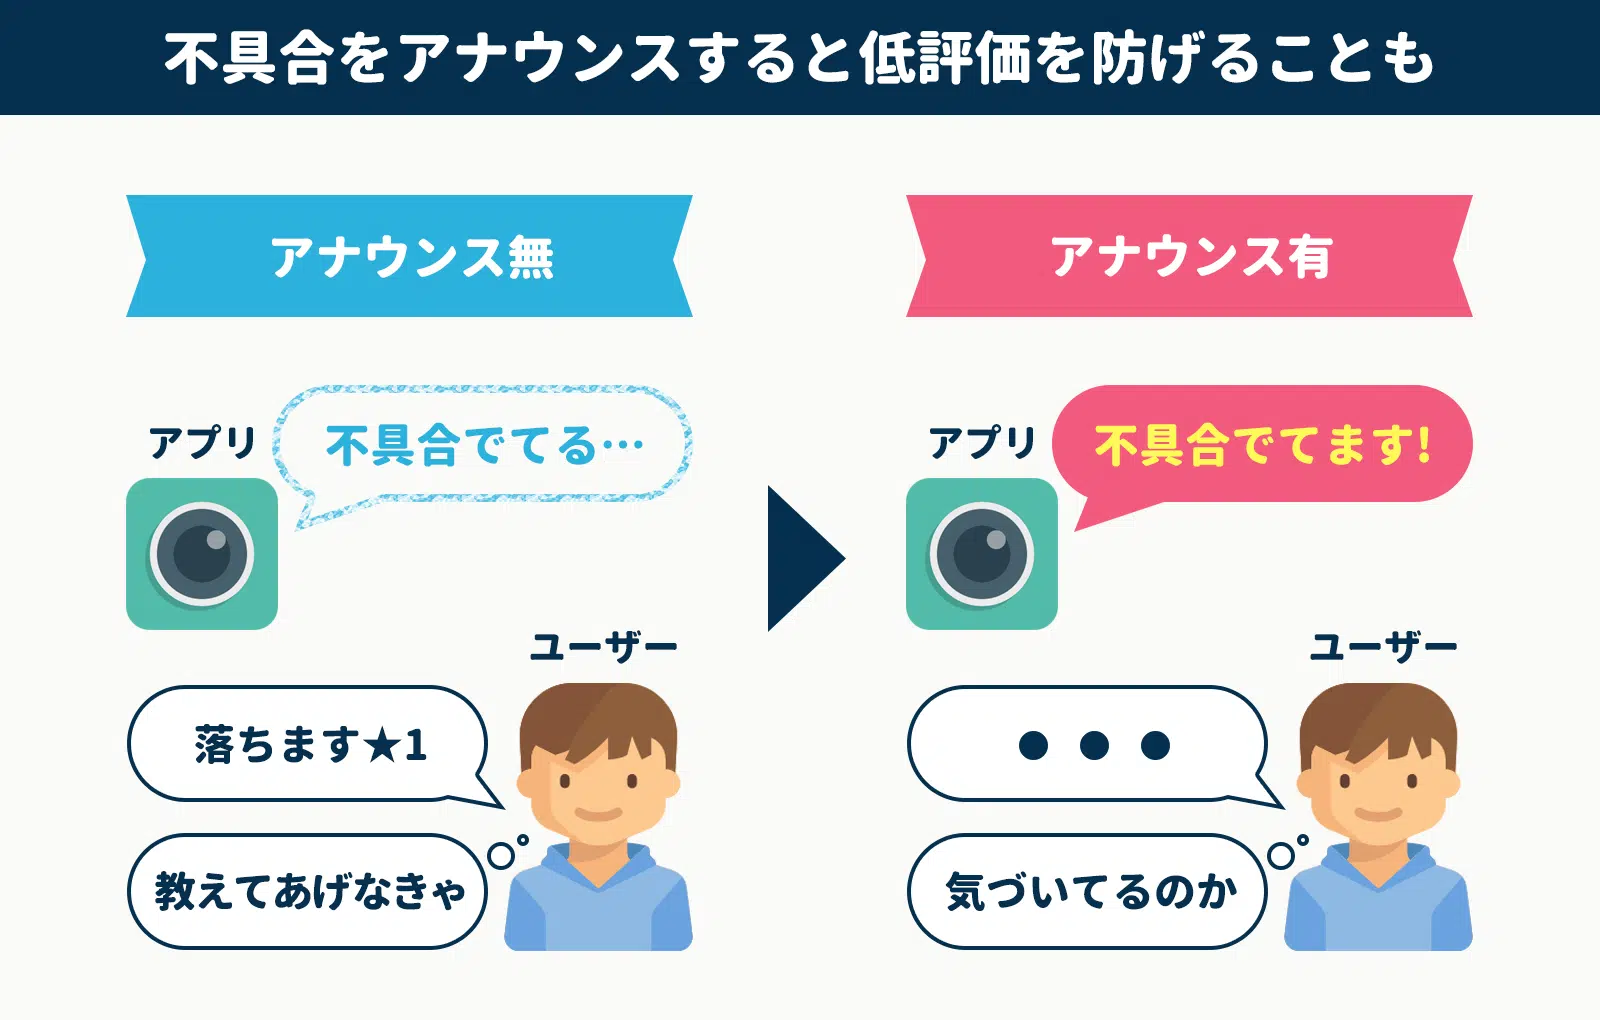 不具合をアナウンスすると低評価を防げることも
アナウンス無
アプリ
不具合でてる…
ユーザー
落ちます★1
教えてあげなきゃ
アナウンス有
アプリ
不具合でてます!
ユーザー
●●●
気づいてるのか